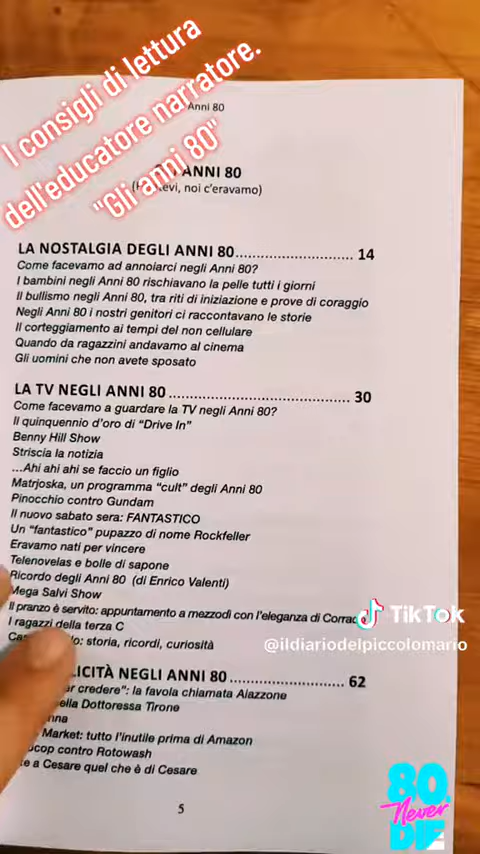 I consigli di lettura
dell'educatore narratore.
"Gli anni 80"
Anni 80
ANNI 80
noi c'eravamo)
LA NOSTALGIA DEGLI ANNI 80 14
Come facevamo ad annoiarci negli Anni 80?
I bambini negli Anni 80 rischiavano la pelle tutti i giorni
Il bullismo negli Anni 80, tra riti di iniziazione e prove di coraggio
Negli Anni 80 i nostri genitori ci raccontavano le storie
Il corteggiamento ai tempi del non cellulare
Quando da ragazzini andavamo al cinema
Gli uomini che non avete sposato
LA TV NEGLI ANNI 80 30
Come facevamo a guardare la TV negli Anni 80?
Il quinquennio d'oro di "Drive In"
Benny Hill Show
Striscia la notizia
...Ahi ahi ahi se faccio un figlio
Matrjoska, un programma "cult" degli Anni 80
Pinocchio contro Gundam
Il nuovo sabato sera: FANTASTICO
Un "fantastico" pupazzo di nome Rockfeller
Eravamo nati per vincere
Telenovelas e bolle di sapone
Ricordo degli Anni 80 (di Enrico Valenti)
Mega Salvi Show
Il pranzo è servito: appuntamento a mezzodì con l'eleganza di
I ragazzi della terza C
storia, ricordi, curiosità
NEGLI ANNI 80 62
credere": la favola chiamata Aiazzone
Dottoressa Tirone
Market: tutto l'inutile prima di Amazon
contro Rotowash
a Cesare quel che è di Cesare
5
TikTok
@ildiariodelpiccolomario
80
Never
DIE